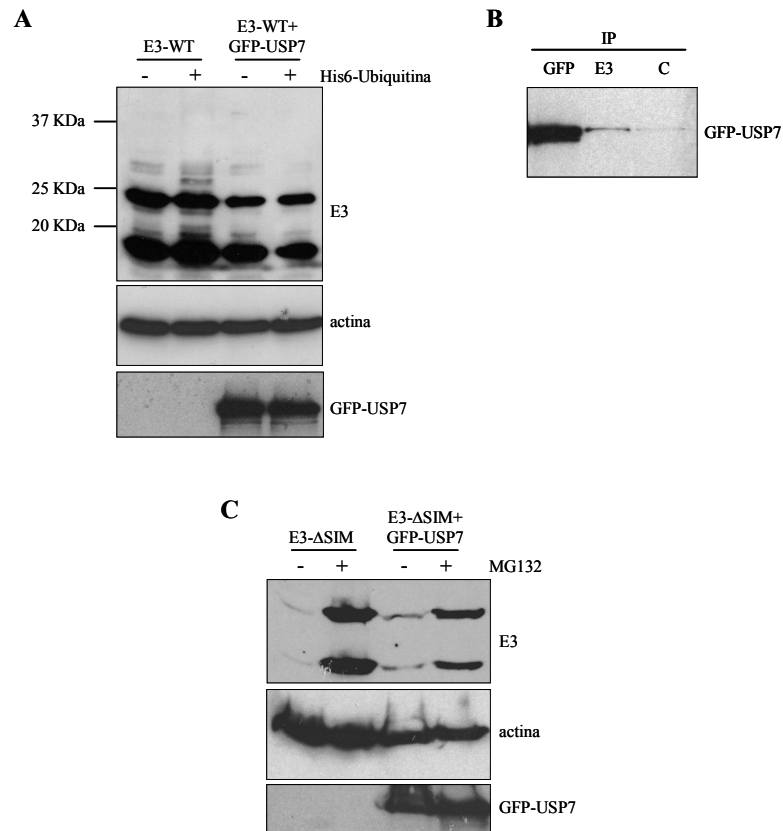 A
E3-WT
E3-WT+
GFP-USP7
- + - + His6-Ubiquitina
37 KDa
25 KDa
20 KDa
E3
actina
GFP-USP7
B
IP
GFP E3 C
GFP-USP7
C
E3-ΔSIM
E3-ΔSIM+
GFP-USP7
- + - + MG132
E3
actina
GFP-USP7